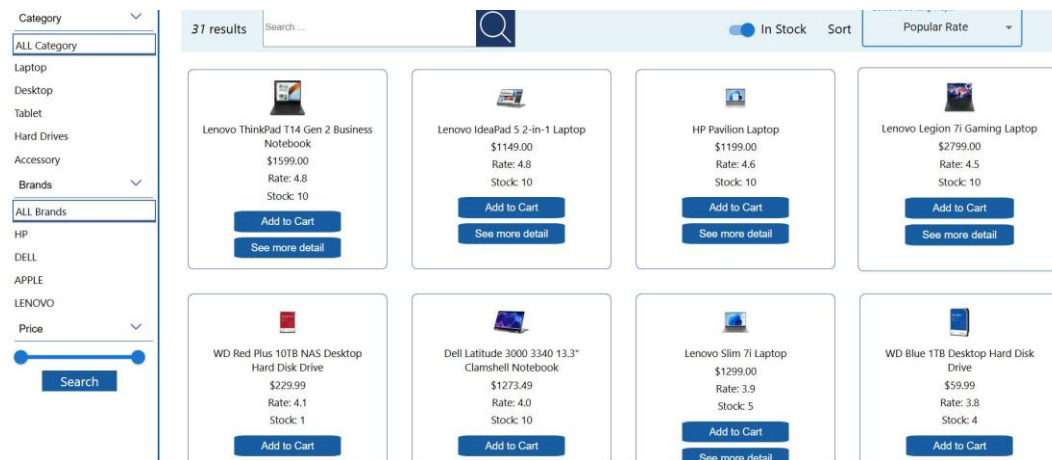 Category
ALL Category
Laptop
Desktop
Tablet
Hard Drives
Accessory
Brands
ALL Brands
HP
DELL
APPLE
LENOVO
Price
Search
31 results
Search ...
In Stock
Sort
Popular Rate
Lenovo ThinkPad T14 Gen 2 Business
Notebook
$1599.00
Rate: 4.8
Stock: 10
Add to Cart
See more detail
Lenovo IdeaPad 5 2-in-1 Laptop
$1149.00
Rate: 4.8
Stock: 10
Add to Cart
See more detail
HP Pavilion Laptop
$1199.00
Rate: 4.6
Stock: 10
Add to Cart
See more detail
Lenovo Legion 7i Gaming Laptop
$2799.00
Rate: 4.5
Stock: 10
Add to Cart
See more detail
WD Red Plus 10TB NAS Desktop
Hard Disk Drive
$229.99
Rate: 4.1
Stock: 1
Add to Cart
Dell Latitude 3000 3340 13.3"
Clamshell Notebook
$1273.49
Rate: 4.0
Stock: 10
Add to Cart
Lenovo Slim 7i Laptop
$1299.00
Rate: 3.9
Stock: 5
Add to Cart
See more detail
WD Blue 1TB Desktop Hard Disk
Drive
$59.99
Rate: 3.8
Stock: 4
Add to Cart